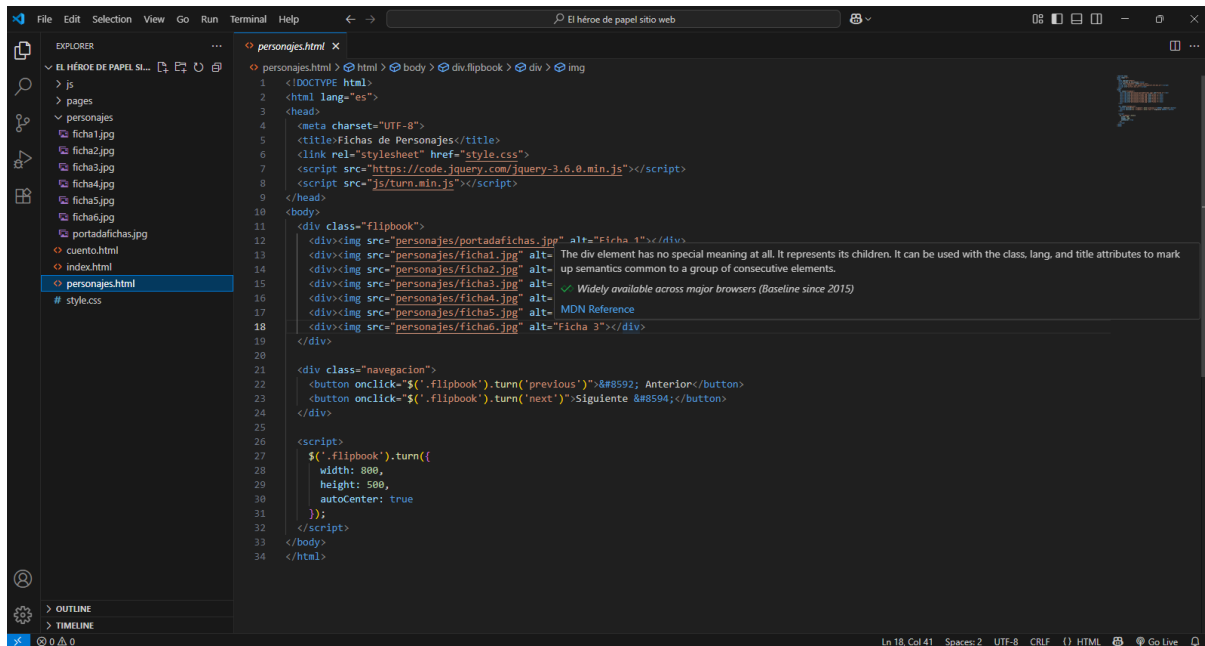 File Edit Selection View Go Run Terminal Help El héroe de papel sitio web
EXPLORER
EL HÉROE DE PAPEL SI...
js
pages
personajes
ficha1.jpg
ficha2.jpg
ficha3.jpg
ficha4.jpg
ficha5.jpg
ficha6.jpg
portadafichas.jpg
cuento.html
index.html
personajes.html
# style.css
OUTLINE
TIMELINE
personajes.html
personajes.html > html > body > div.flipbook > div > img
1 <!DOCTYPE html>
2 <html lang="es">
3 <head>
4 <meta charset="UTF-8">
5 <title>Fichas de Personajes</title>
6 <link rel="stylesheet" href="style.css">
7 <script src="https://code.jquery.com/jquery-3.6.0.min.js"></script>
8 <script src="js/turn.min.js"></script>
9 </head>
10 <body>
11 <div class="flipbook">
12 <div><img src="personajes/portadafichas.jpg" alt="Ficha 1"></div>
13 <div><img src="personajes/ficha1.jpg" alt=
14 <div><img src="personajes/ficha2.jpg" alt=
15 <div><img src="personajes/ficha3.jpg" alt=
16 <div><img src="personajes/ficha4.jpg" alt=
17 <div><img src="personajes/ficha5.jpg" alt=
18 <div><img src="personajes/ficha6.jpg" alt="Ficha 3"></div>
19 </div>
20
21 <div class="navegacion">
22 <button onclick="$('.flipbook').turn('previous')">&#8592; Anterior</button>
23 <button onclick="$('.flipbook').turn('next')">Siguiente &#8594;</button>
24 </div>
25
26 <script>
27 $('.flipbook').turn({
28 width: 800,
29 height: 500,
30 autoCenter: true
31 });
32 </script>
33 </body>
34 </html>
The div element has no special meaning at all. It represents its children. It can be used with the class, lang, and title attributes to mark
up semantics common to a group of consecutive elements.
Widely available across major browsers (Baseline since 2015)
MDN Reference
0 0 Ln 18, Col 41 Spaces: 2 UTF-8 CRLF {} HTML Go Live